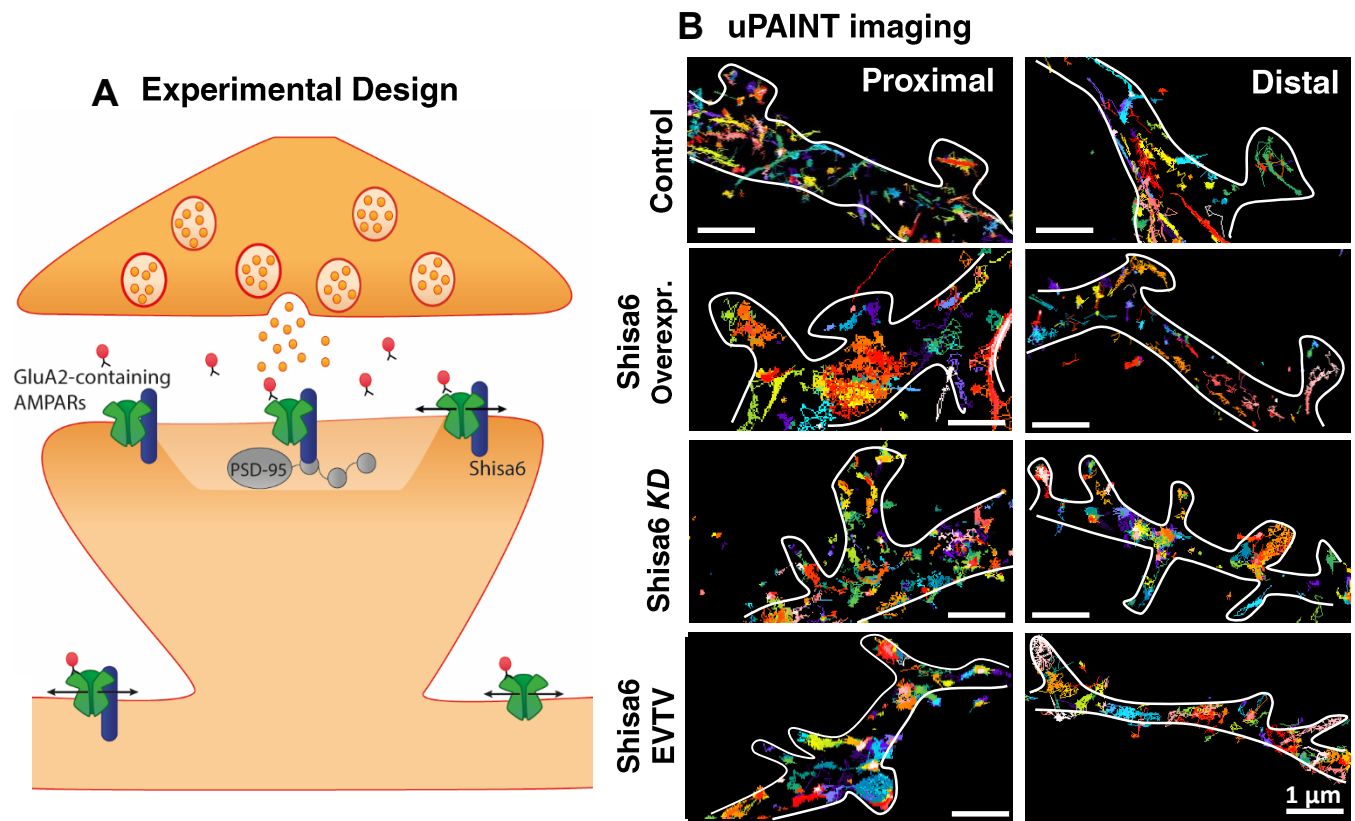 A Experimental Design
GluA2-containing
AMPARs
PSD-95
Shisa6
B uPAINT imaging
Proximal
Distal
Control
Shisa6
Overexpr.
Shisa6 KD
Shisa6
EVTV
1 µm